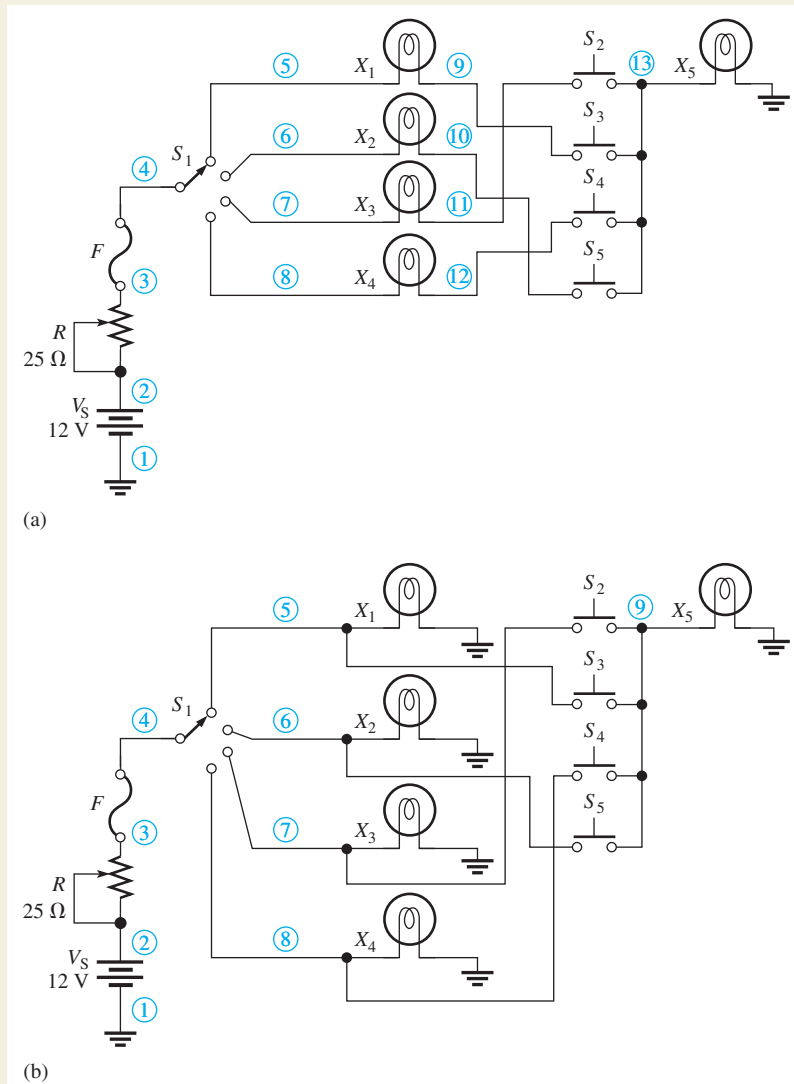 S2
⑤ X1 ⑨ ⑬ X5
S3
⑥ X2 ⑩
S1
④ S4
⑦ X3 ⑪
F S5
③ ⑧ X4 ⑫
R
25 Ω
②
VS
12 V
①
(a)
⑤ X1 S2 ⑨ X5
S3
S1
④ ⑥ X2
S4
F S5
⑦ X3
③
R
25 Ω
② ⑧ X4
VS
12 V
①
(b)